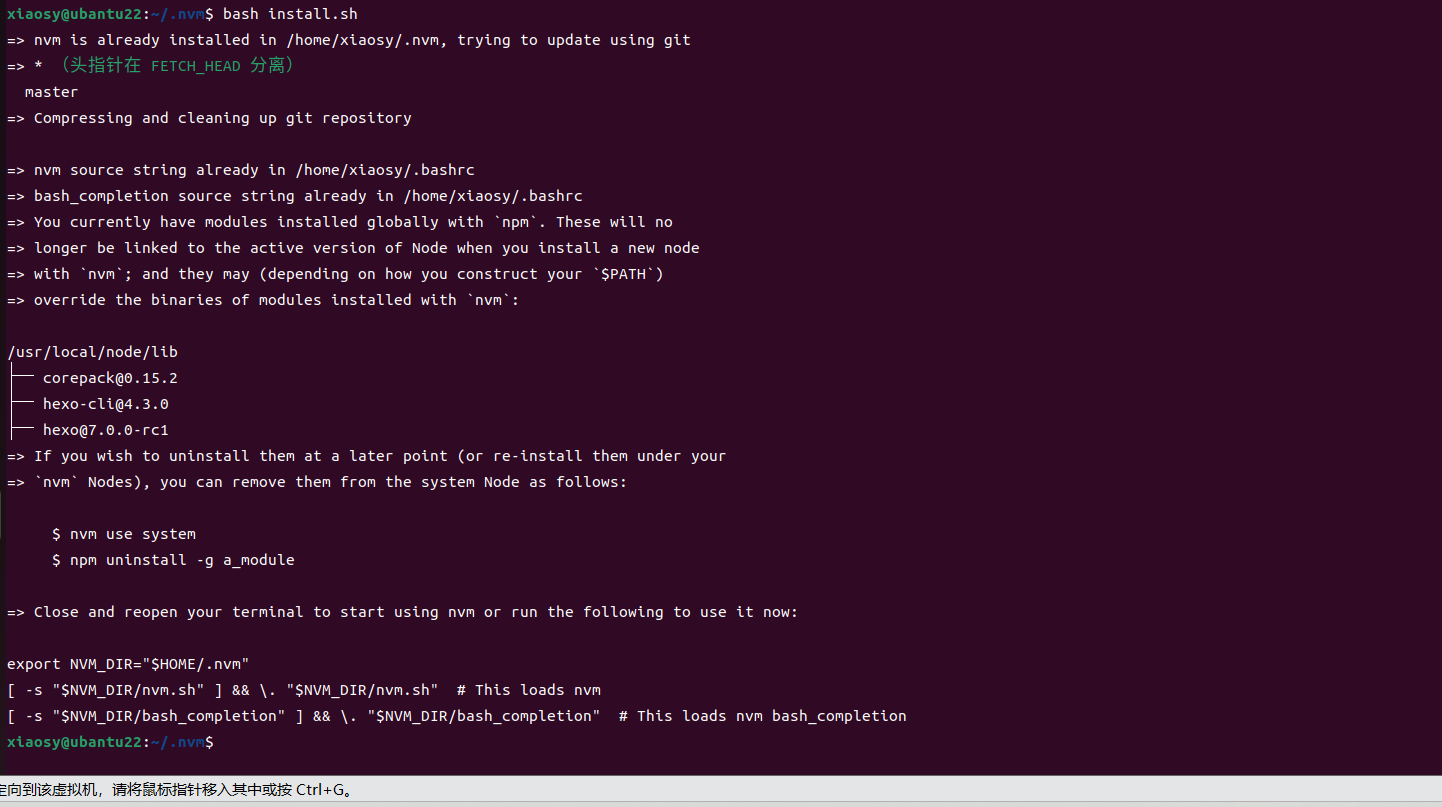 xiaosy@ubantu22:~/.nvm$ bash install.sh
=> nvm is already installed in /home/xiaosy/.nvm, trying to update using git
=> * （头指针在 FETCH_HEAD 分离）
  master
=> Compressing and cleaning up git repository

=> nvm source string already in /home/xiaosy/.bashrc
=> bash_completion source string already in /home/xiaosy/.bashrc
=> You currently have modules installed globally with `npm`. These will no
=> longer be linked to the active version of Node when you install a new node
=> with `nvm`; and they may (depending on how you construct your `$PATH`)
=> override the binaries of modules installed with `nvm`:

/usr/local/node/lib
├── corepack@0.15.2
├── hexo-cli@4.3.0
├── hexo@7.0.0-rc1
=> If you wish to uninstall them at a later point (or re-install them under your
=> `nvm` Nodes), you can remove them from the system Node as follows:

     $ nvm use system
     $ npm uninstall -g a_module

=> Close and reopen your terminal to start using nvm or run the following to use it now:

export NVM_DIR="$HOME/.nvm"
[ -s "$NVM_DIR/nvm.sh" ] && \. "$NVM_DIR/nvm.sh"  # This loads nvm
[ -s "$NVM_DIR/bash_completion" ] && \. "$NVM_DIR/bash_completion"  # This loads nvm bash_completion
xiaosy@ubantu22:~/.nvm$
定向到该虚拟机，请将鼠标指针移入其中或按 Ctrl+G。